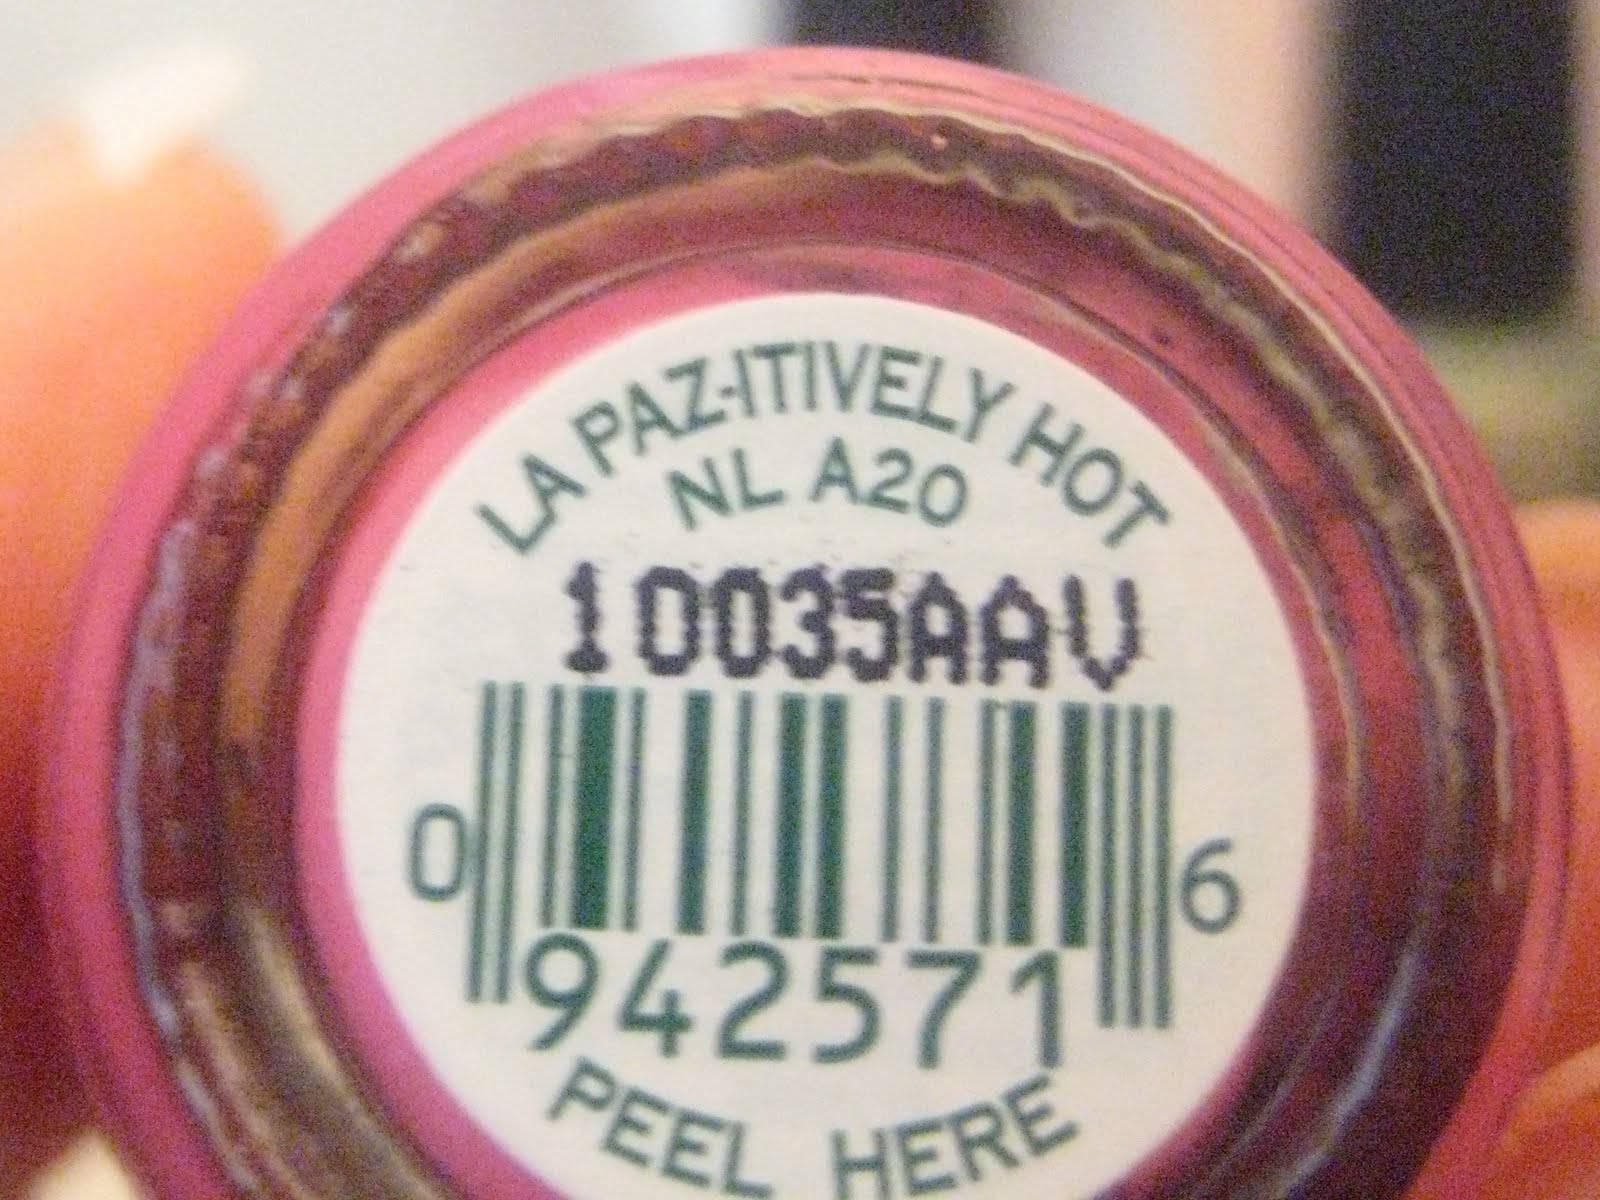 LA PAZ-ITIVELY HOT
NL A20
10035AAV
0 942571 6
PEEL HERE